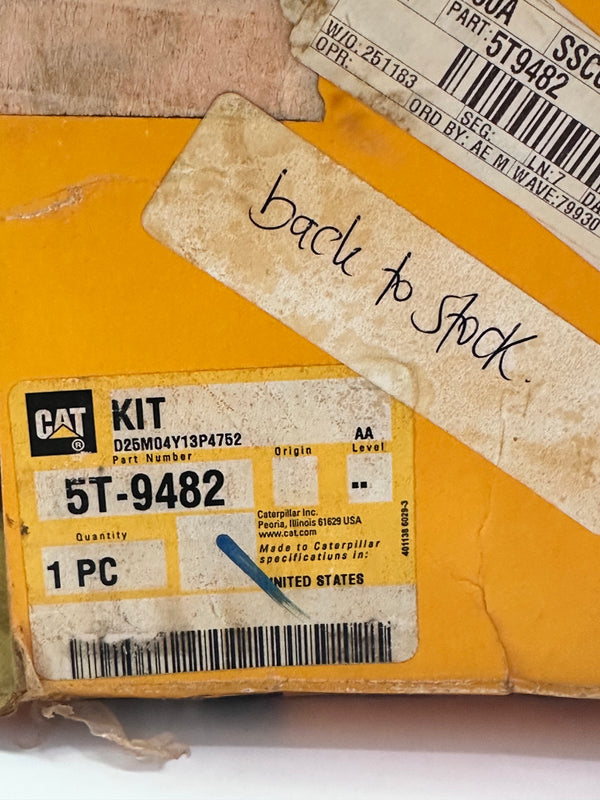 PART: 5T9482
W/O: 251183
OPR:
SEG:
LN: 7
ORD BY: AE M WAVE: 79930
back to stock.
CAT ®
KIT
D25M04Y13P4752
AA
Part Number
Origin
Level
5T-9482
--
Quantity
1 PC
Caterpillar Inc.
Peoria, Illinois 61629 USA
www.cat.com
Made to Caterpillar
specifications in:
UNITED STATES
401138 6029-3